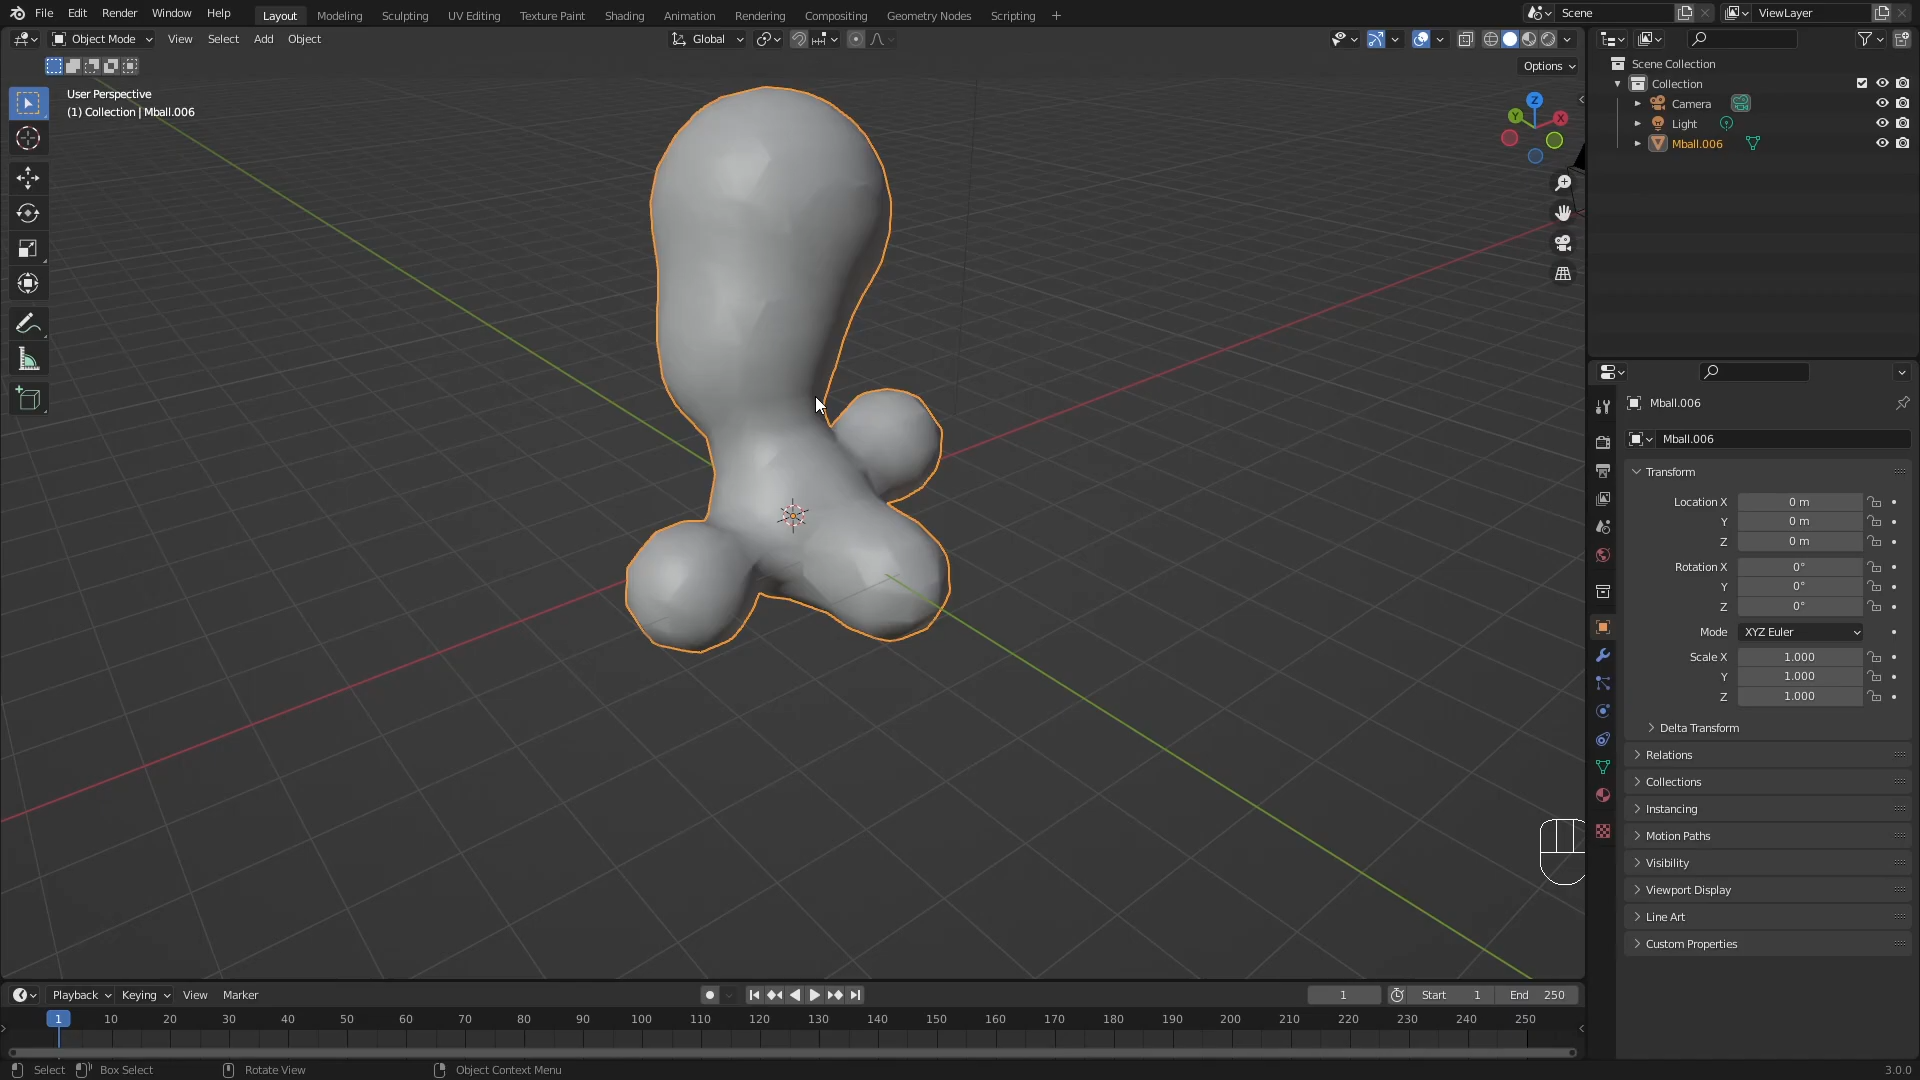 File Edit Render Window Help
Layout Modeling Sculpting UV Editing Texture Paint Shading Animation Rendering Compositing Geometry Nodes Scripting +
Scene
ViewLayer
Object Mode View Select Add Object
Global
Options
User Perspective
(1) Collection | Mball.006
Z
Y
X
Scene Collection
Collection
Camera
Light
Mball.006
Mball.006
Mball.006
Transform
Location X 0 m
Y 0 m
Z 0 m
Rotation X 0°
Y 0°
Z 0°
Mode XYZ Euler
Scale X 1.000
Y 1.000
Z 1.000
Delta Transform
Relations
Collections
Instancing
Motion Paths
Visibility
Viewport Display
Line Art
Custom Properties
Playback Keying View Marker
1 Start 1 End 250
1 10 20 30 40 50 60 70 80 90 100 110 120 130 140 150 160 170 180 190 200 210 220 230 240 250
Select Box Select Rotate View Object Context Menu
3.0.0